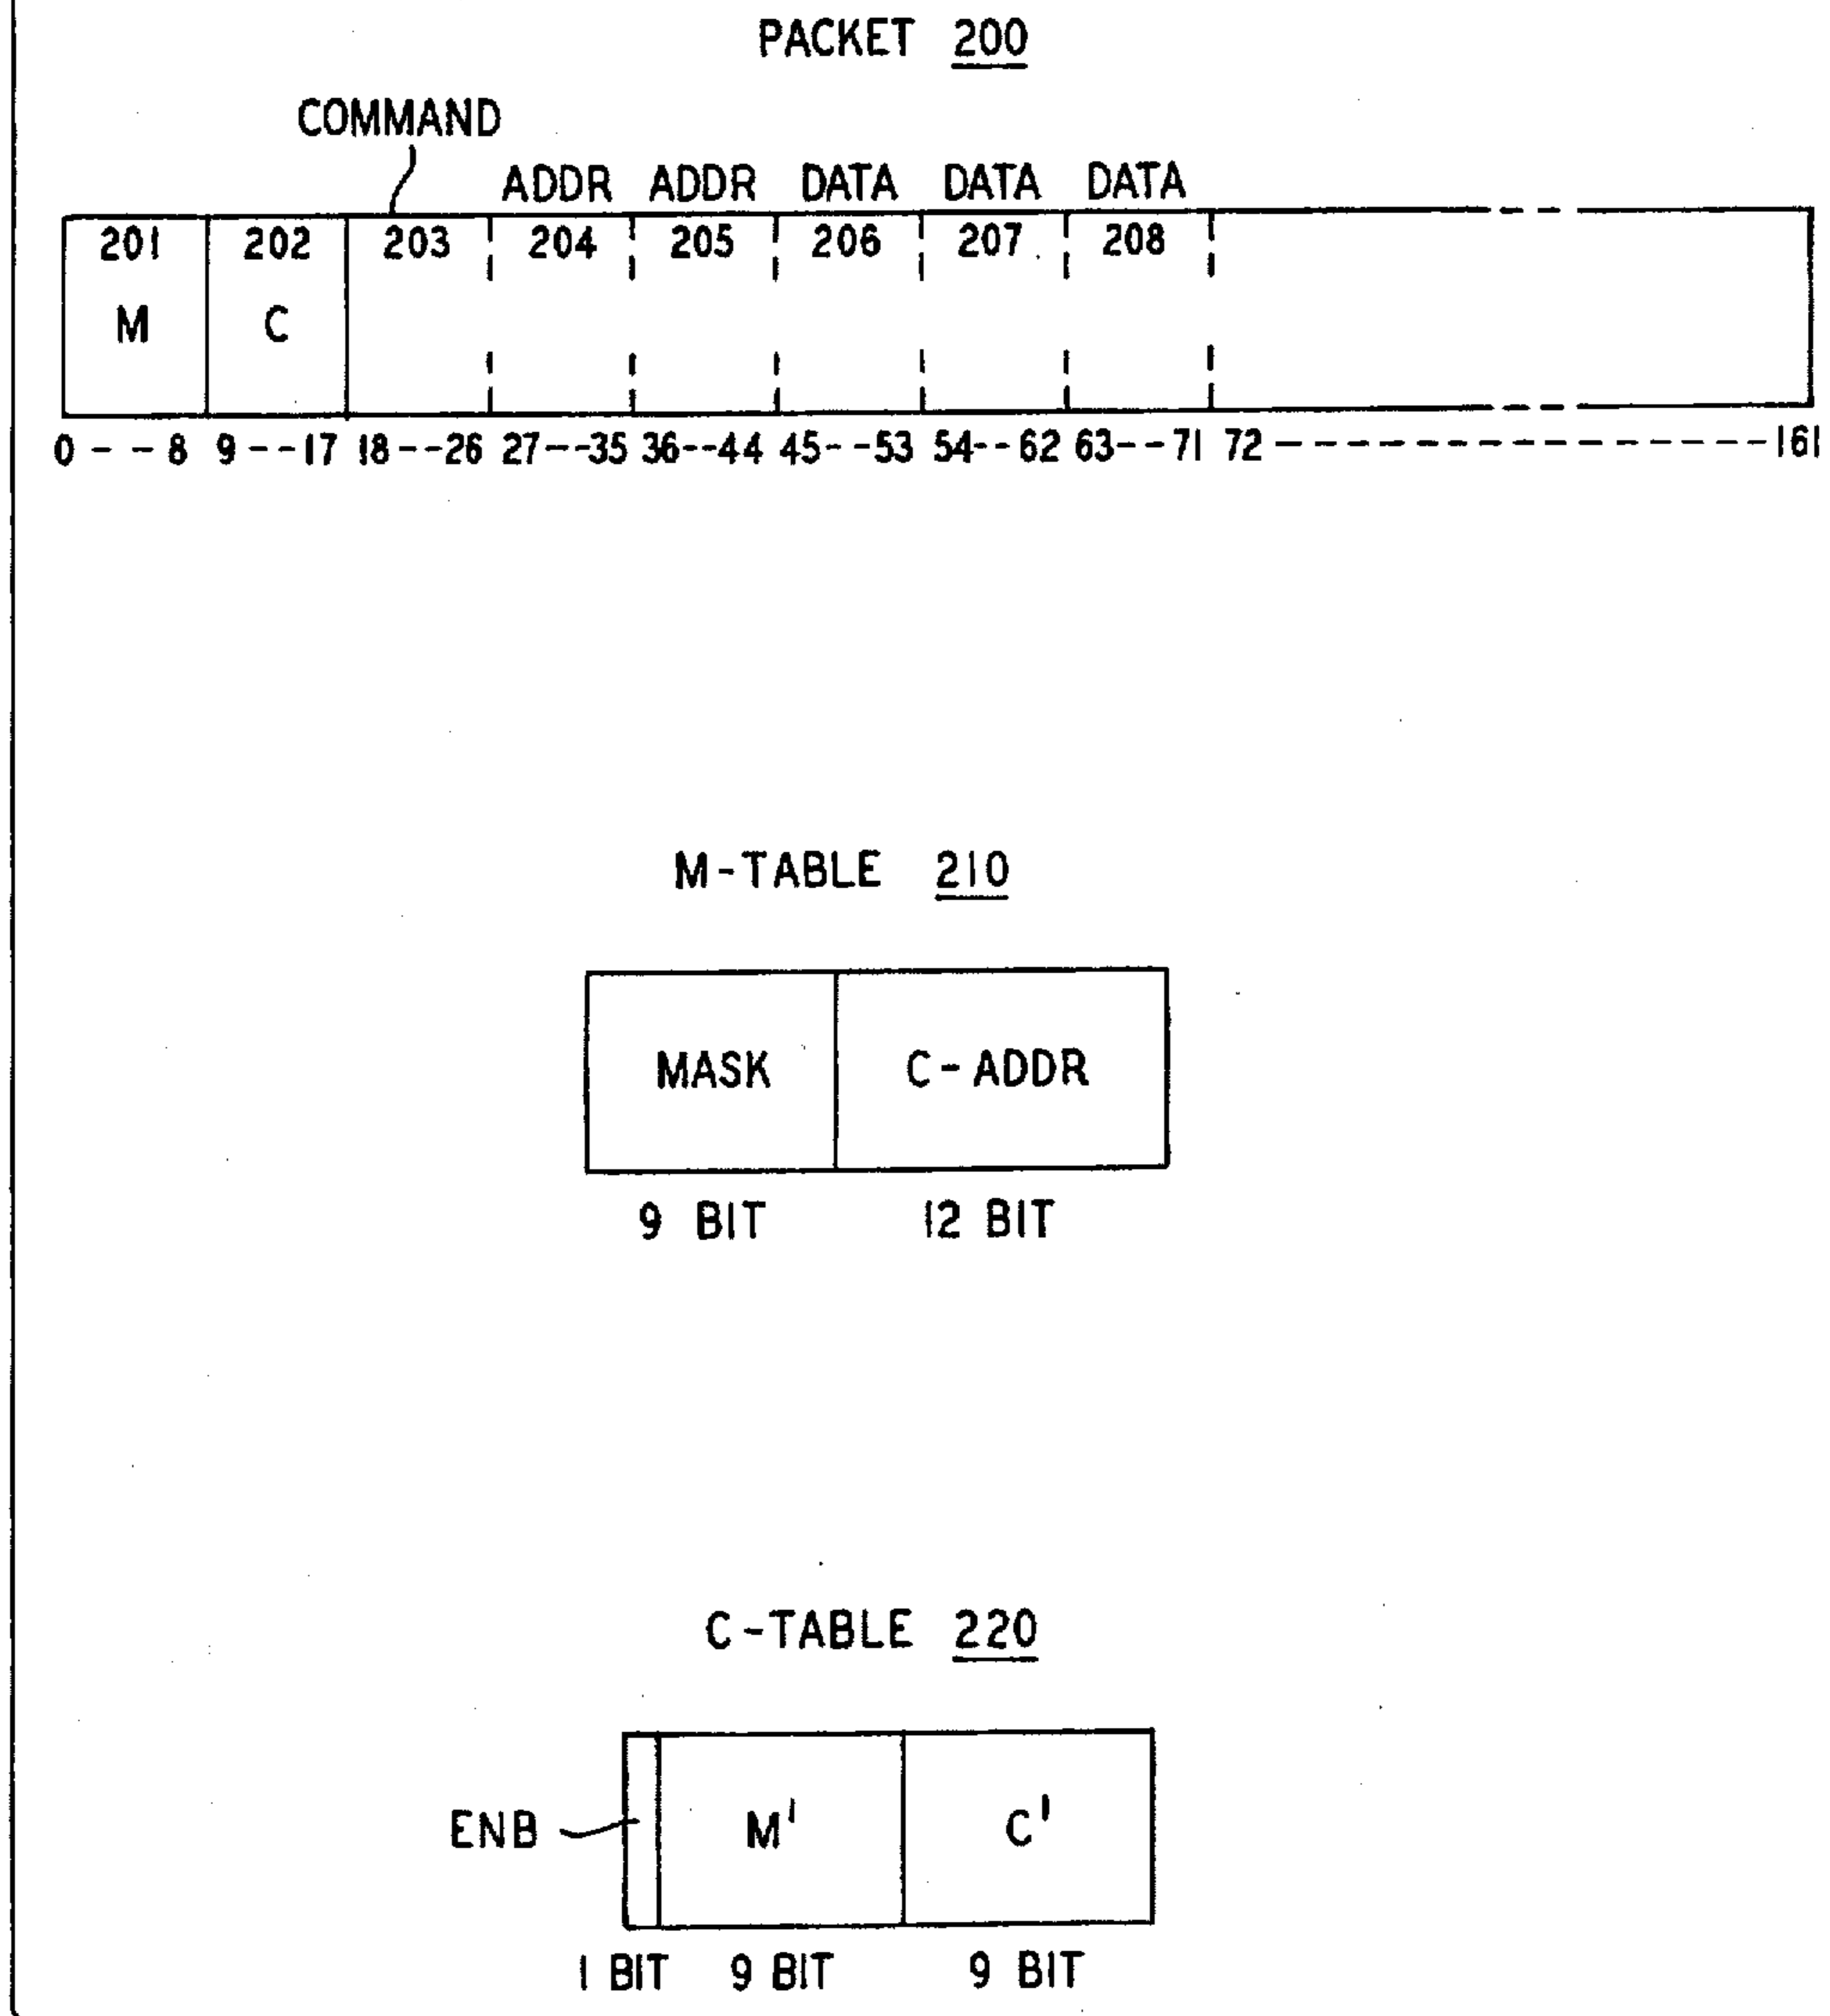 PACKET 200
COMMAND
ADDR ADDR DATA DATA DATA
201 202 203 204 205 206 207 208
M C
0 - - 8 9 - - 17 18 - - 26 27 - - 35 36 - - 44 45 - - 53 54 - - 62 63 - - 71 72 - - - - - - - - - - - - - - - - - 161
M-TABLE 210
MASK C-ADDR
9 BIT 12 BIT
C-TABLE 220
ENB M' C'
1 BIT 9 BIT 9 BIT